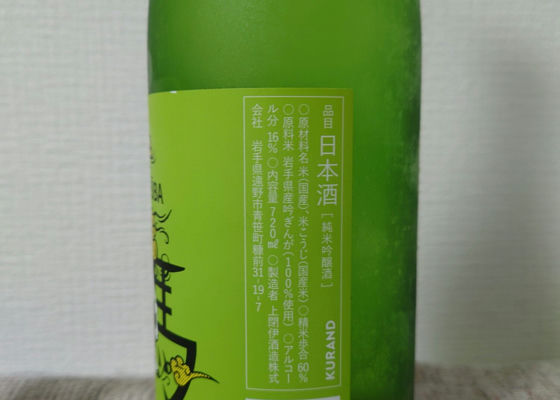 品目 日本酒 [純米吟醸酒] KURAND
○原材料名 米(国産)、米こうじ(国産米) ○精米歩合 60%
○原料米 岩手県産吟ぎんが(100%使用) ○アルコー
ル分 16% ○内容量 720㎖ ○製造者 上閉伊酒造株式
会社 岩手県遠野市青笹町糠前31-19-7
BA